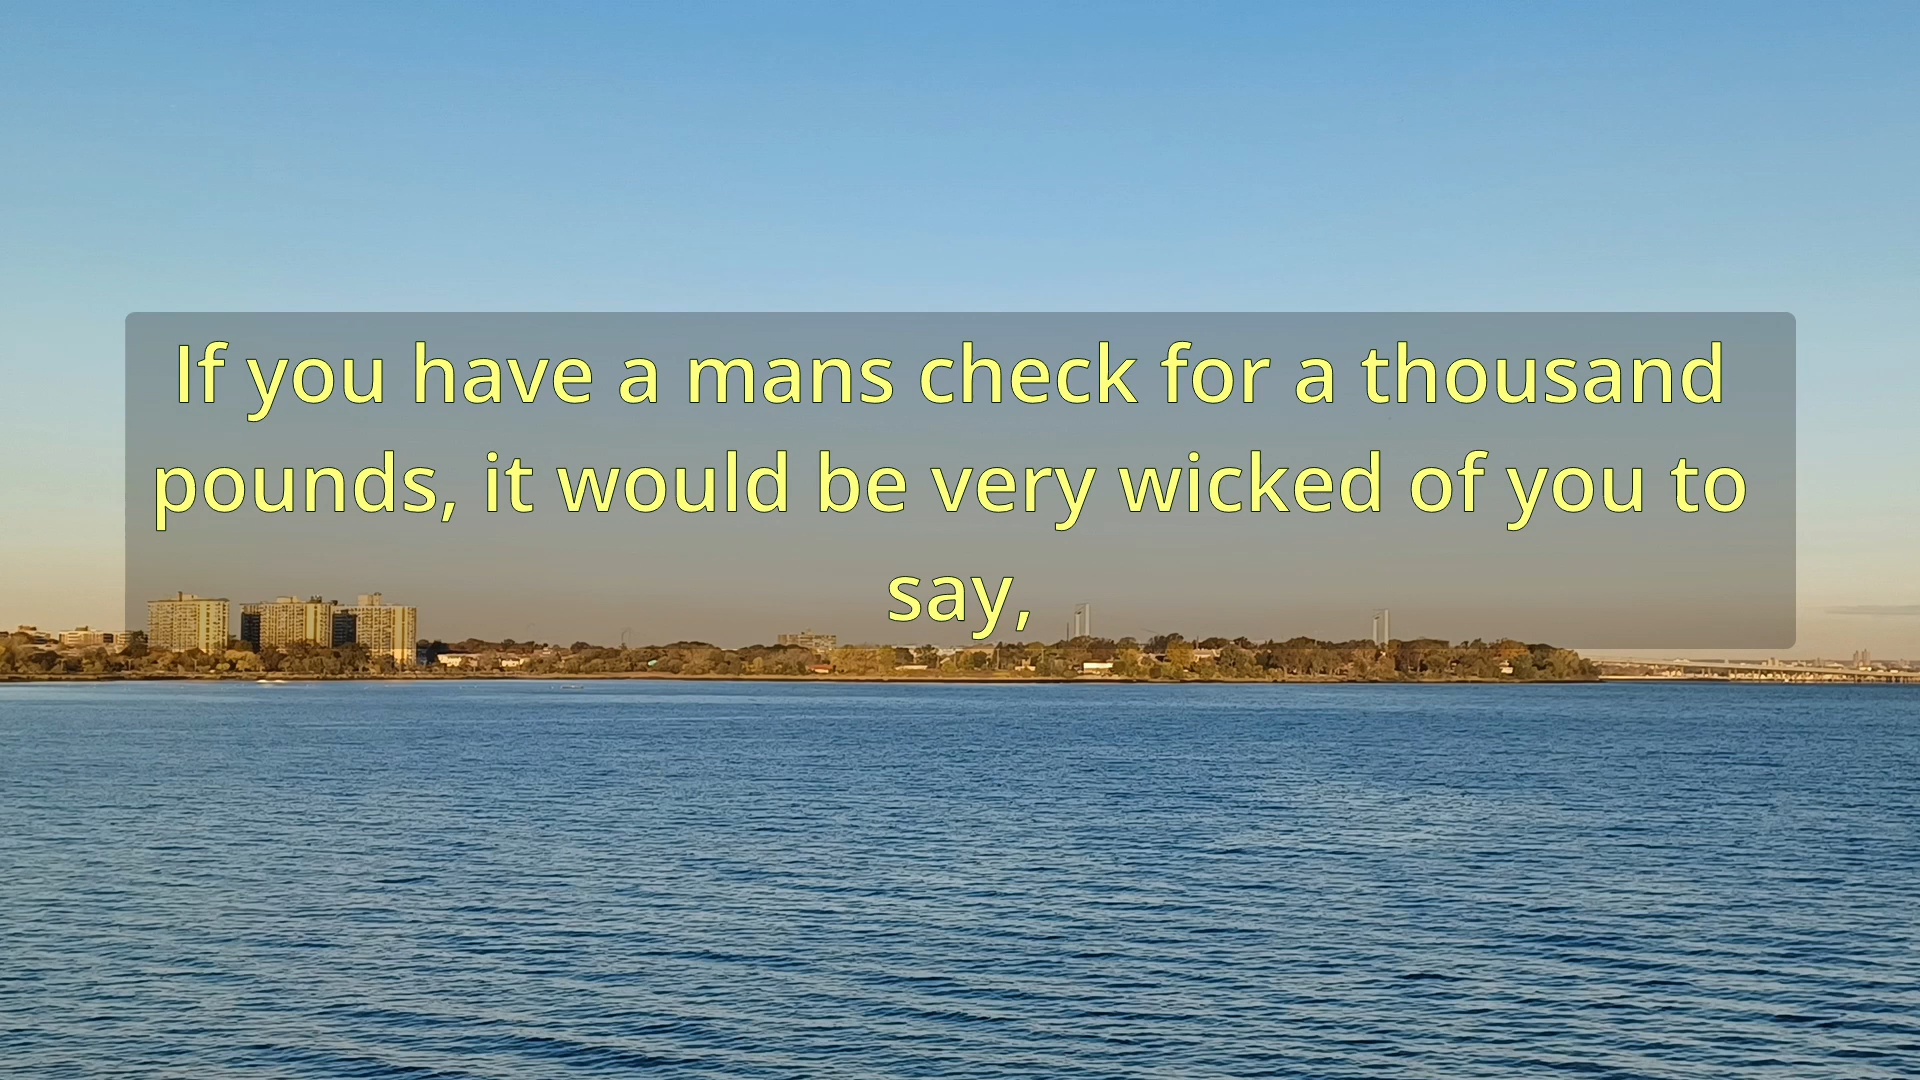 If you have a mans check for a thousand
pounds, it would be very wicked of you to
say,